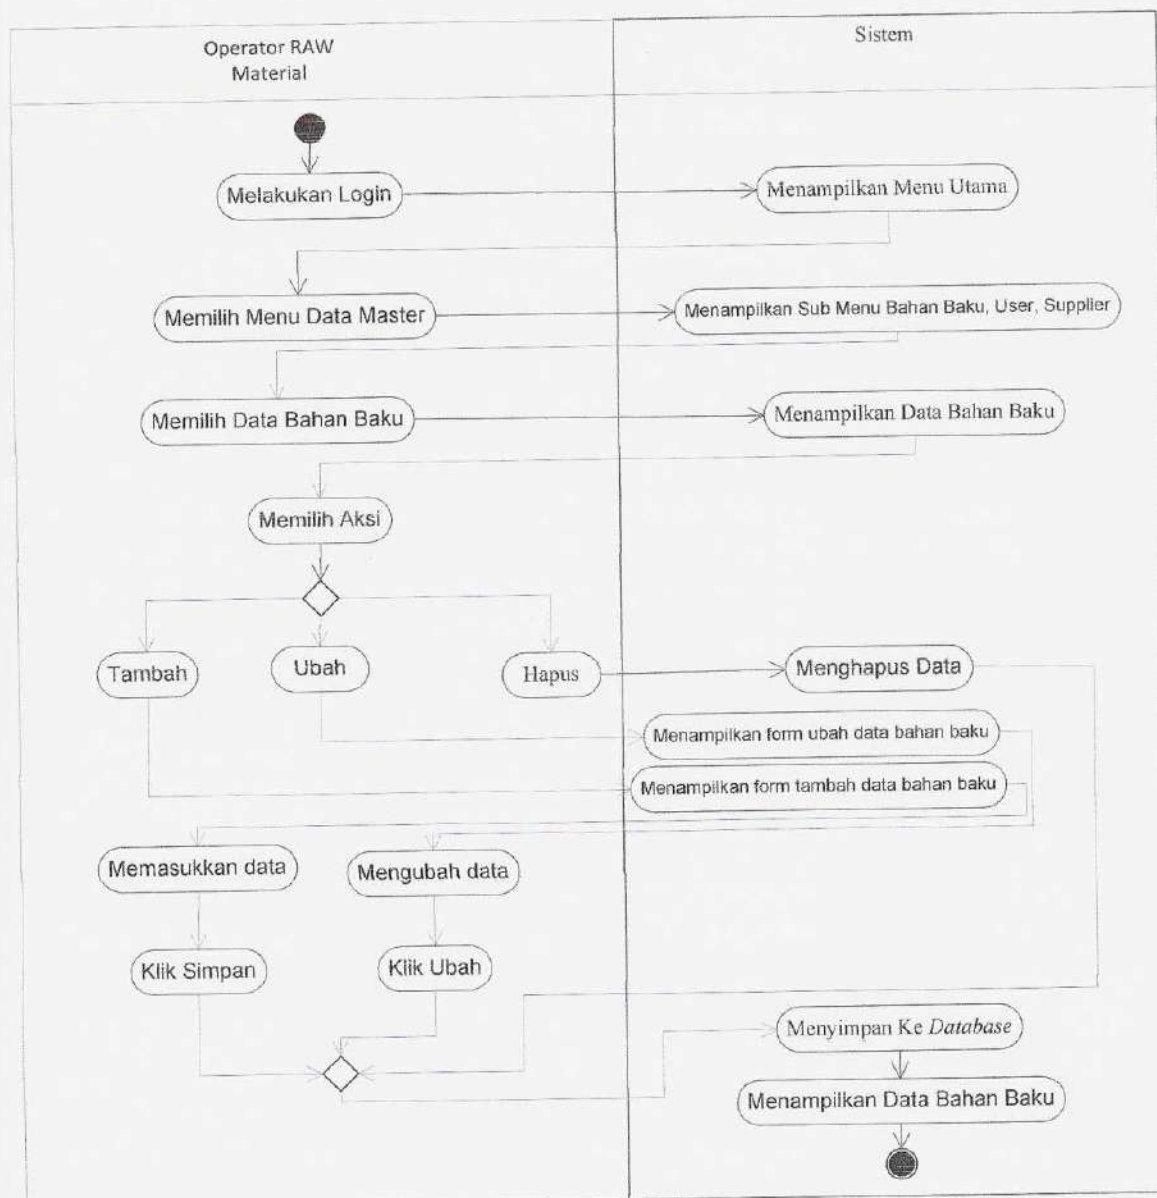 Operator RAW
Material
Sistem
Melakukan Login
Menampilkan Menu Utama
Memilih Menu Data Master
Menampilkan Sub Menu Bahan Baku, User, Supplier
Memilih Data Bahan Baku
Menampilkan Data Bahan Baku
Memilih Aksi
Tambah
Ubah
Hapus
Menghapus Data
Menampilkan form ubah data bahan baku
Menampilkan form tambah data bahan baku
Memasukkan data
Mengubah data
Klik Simpan
Klik Ubah
Menyimpan Ke Database
Menampilkan Data Bahan Baku